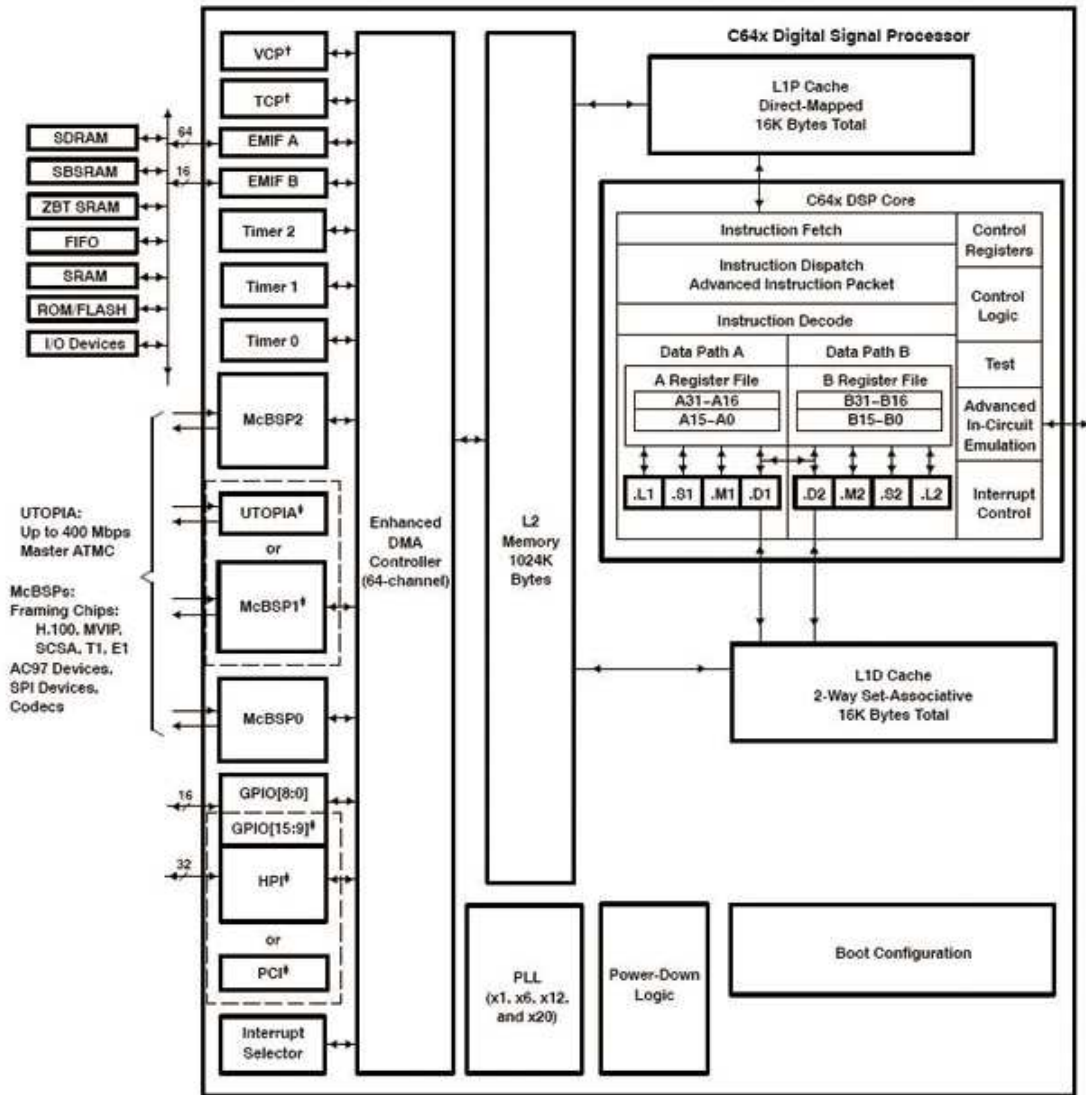 C64x Digital Signal Processor
VCP†
TCP†
EMIF A
EMIF B
Timer 2
Timer 1
Timer 0
64
16
SDRAM
SBSRAM
ZBT SRAM
FIFO
SRAM
ROM/FLASH
I/O Devices
McBSP2
UTOPIA‡
or
McBSP1‡
McBSP0
UTOPIA:
Up to 400 Mbps
Master ATMC
McBSPs:
Framing Chips:
H.100, MVIP,
SCSA, T1, E1
AC97 Devices,
SPI Devices,
Codecs
16
GPIO[8:0]
GPIO[15:9]‡
32
HPI‡
or
PCI‡
Interrupt
Selector
Enhanced
DMA
Controller
(64-channel)
L2
Memory
1024K
Bytes
L1P Cache
Direct-Mapped
16K Bytes Total
C64x DSP Core
Instruction Fetch
Instruction Dispatch
Advanced Instruction Packet
Instruction Decode
Data Path A
Data Path B
A Register File
A31–A16
A15–A0
B Register File
B31–B16
B15–B0
.L1
.S1
.M1
.D1
.D2
.M2
.S2
.L2
Control
Registers
Control
Logic
Test
Advanced
In-Circuit
Emulation
Interrupt
Control
L1D Cache
2-Way Set-Associative
16K Bytes Total
PLL
(x1, x6, x12,
and x20)
Power-Down
Logic
Boot Configuration